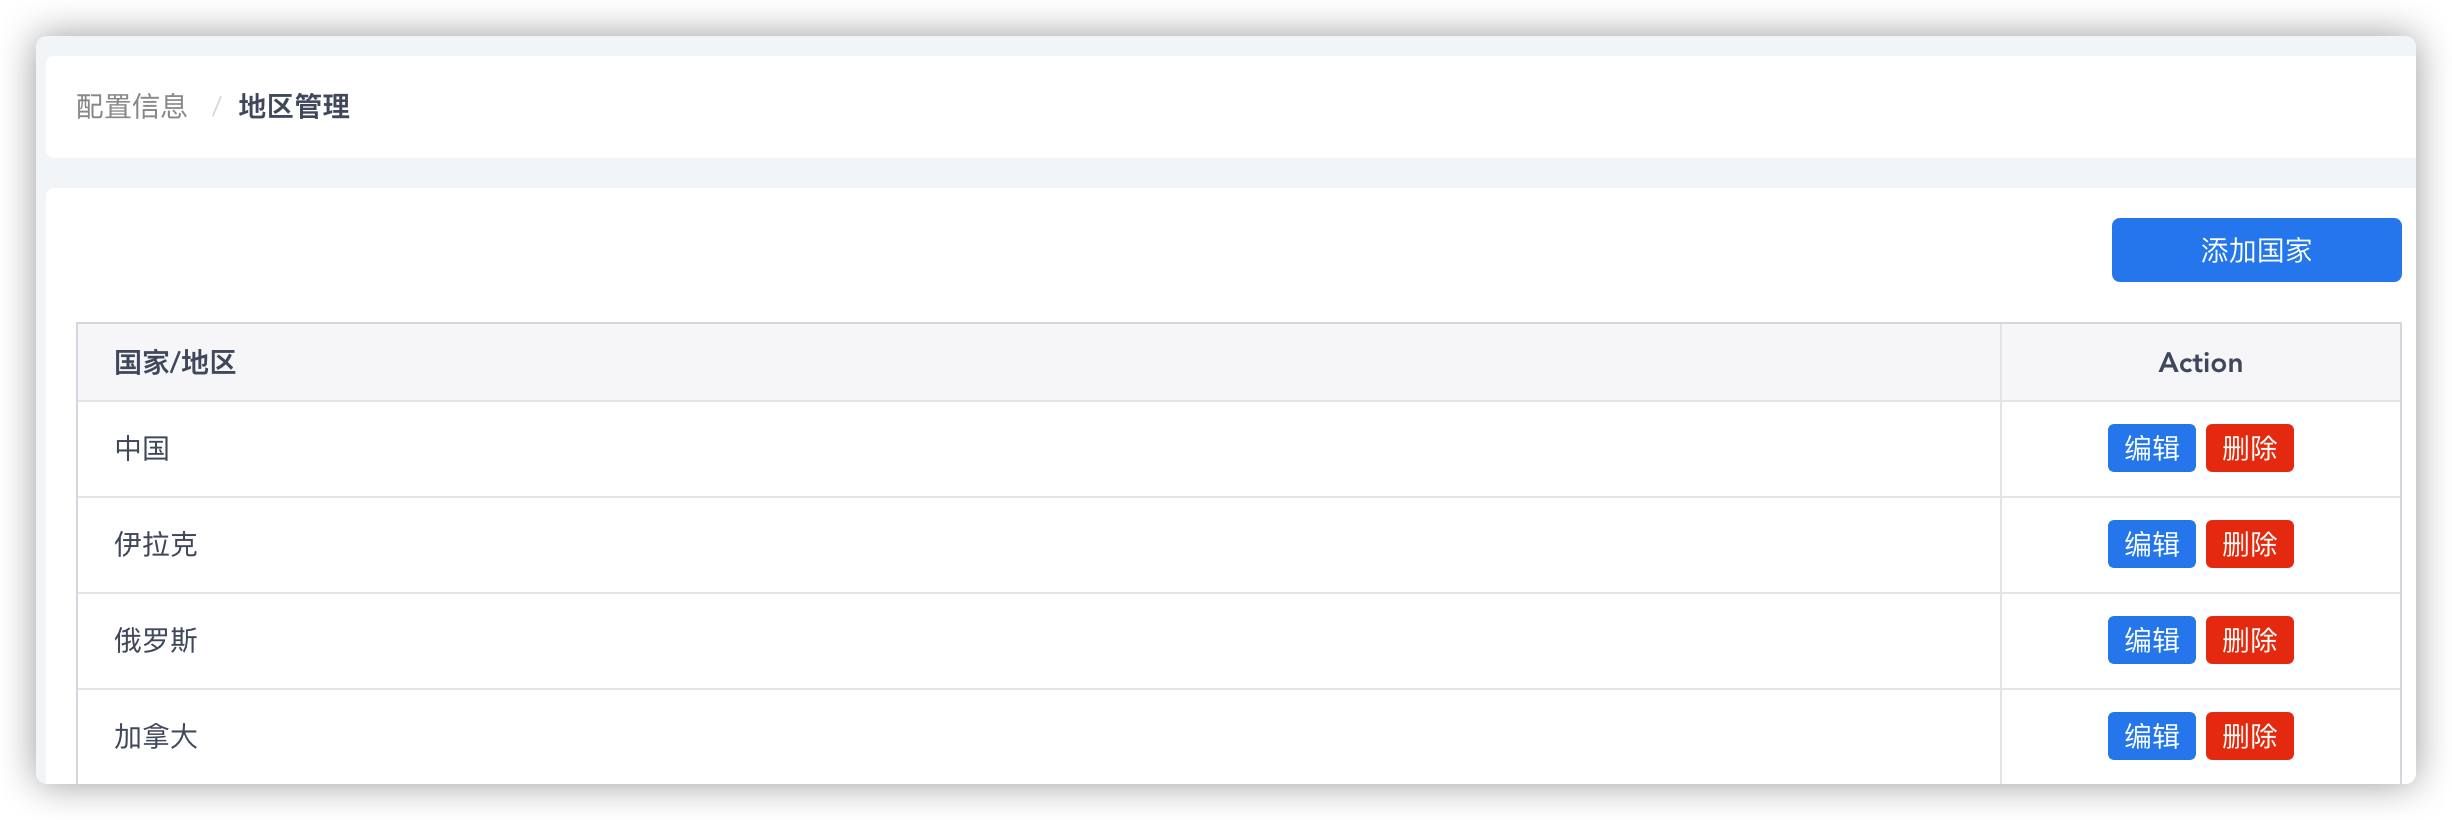 配置信息 / 地区管理
添加国家
国家/地区 Action
中国 编辑 删除
伊拉克 编辑 删除
俄罗斯 编辑 删除
加拿大 编辑 删除